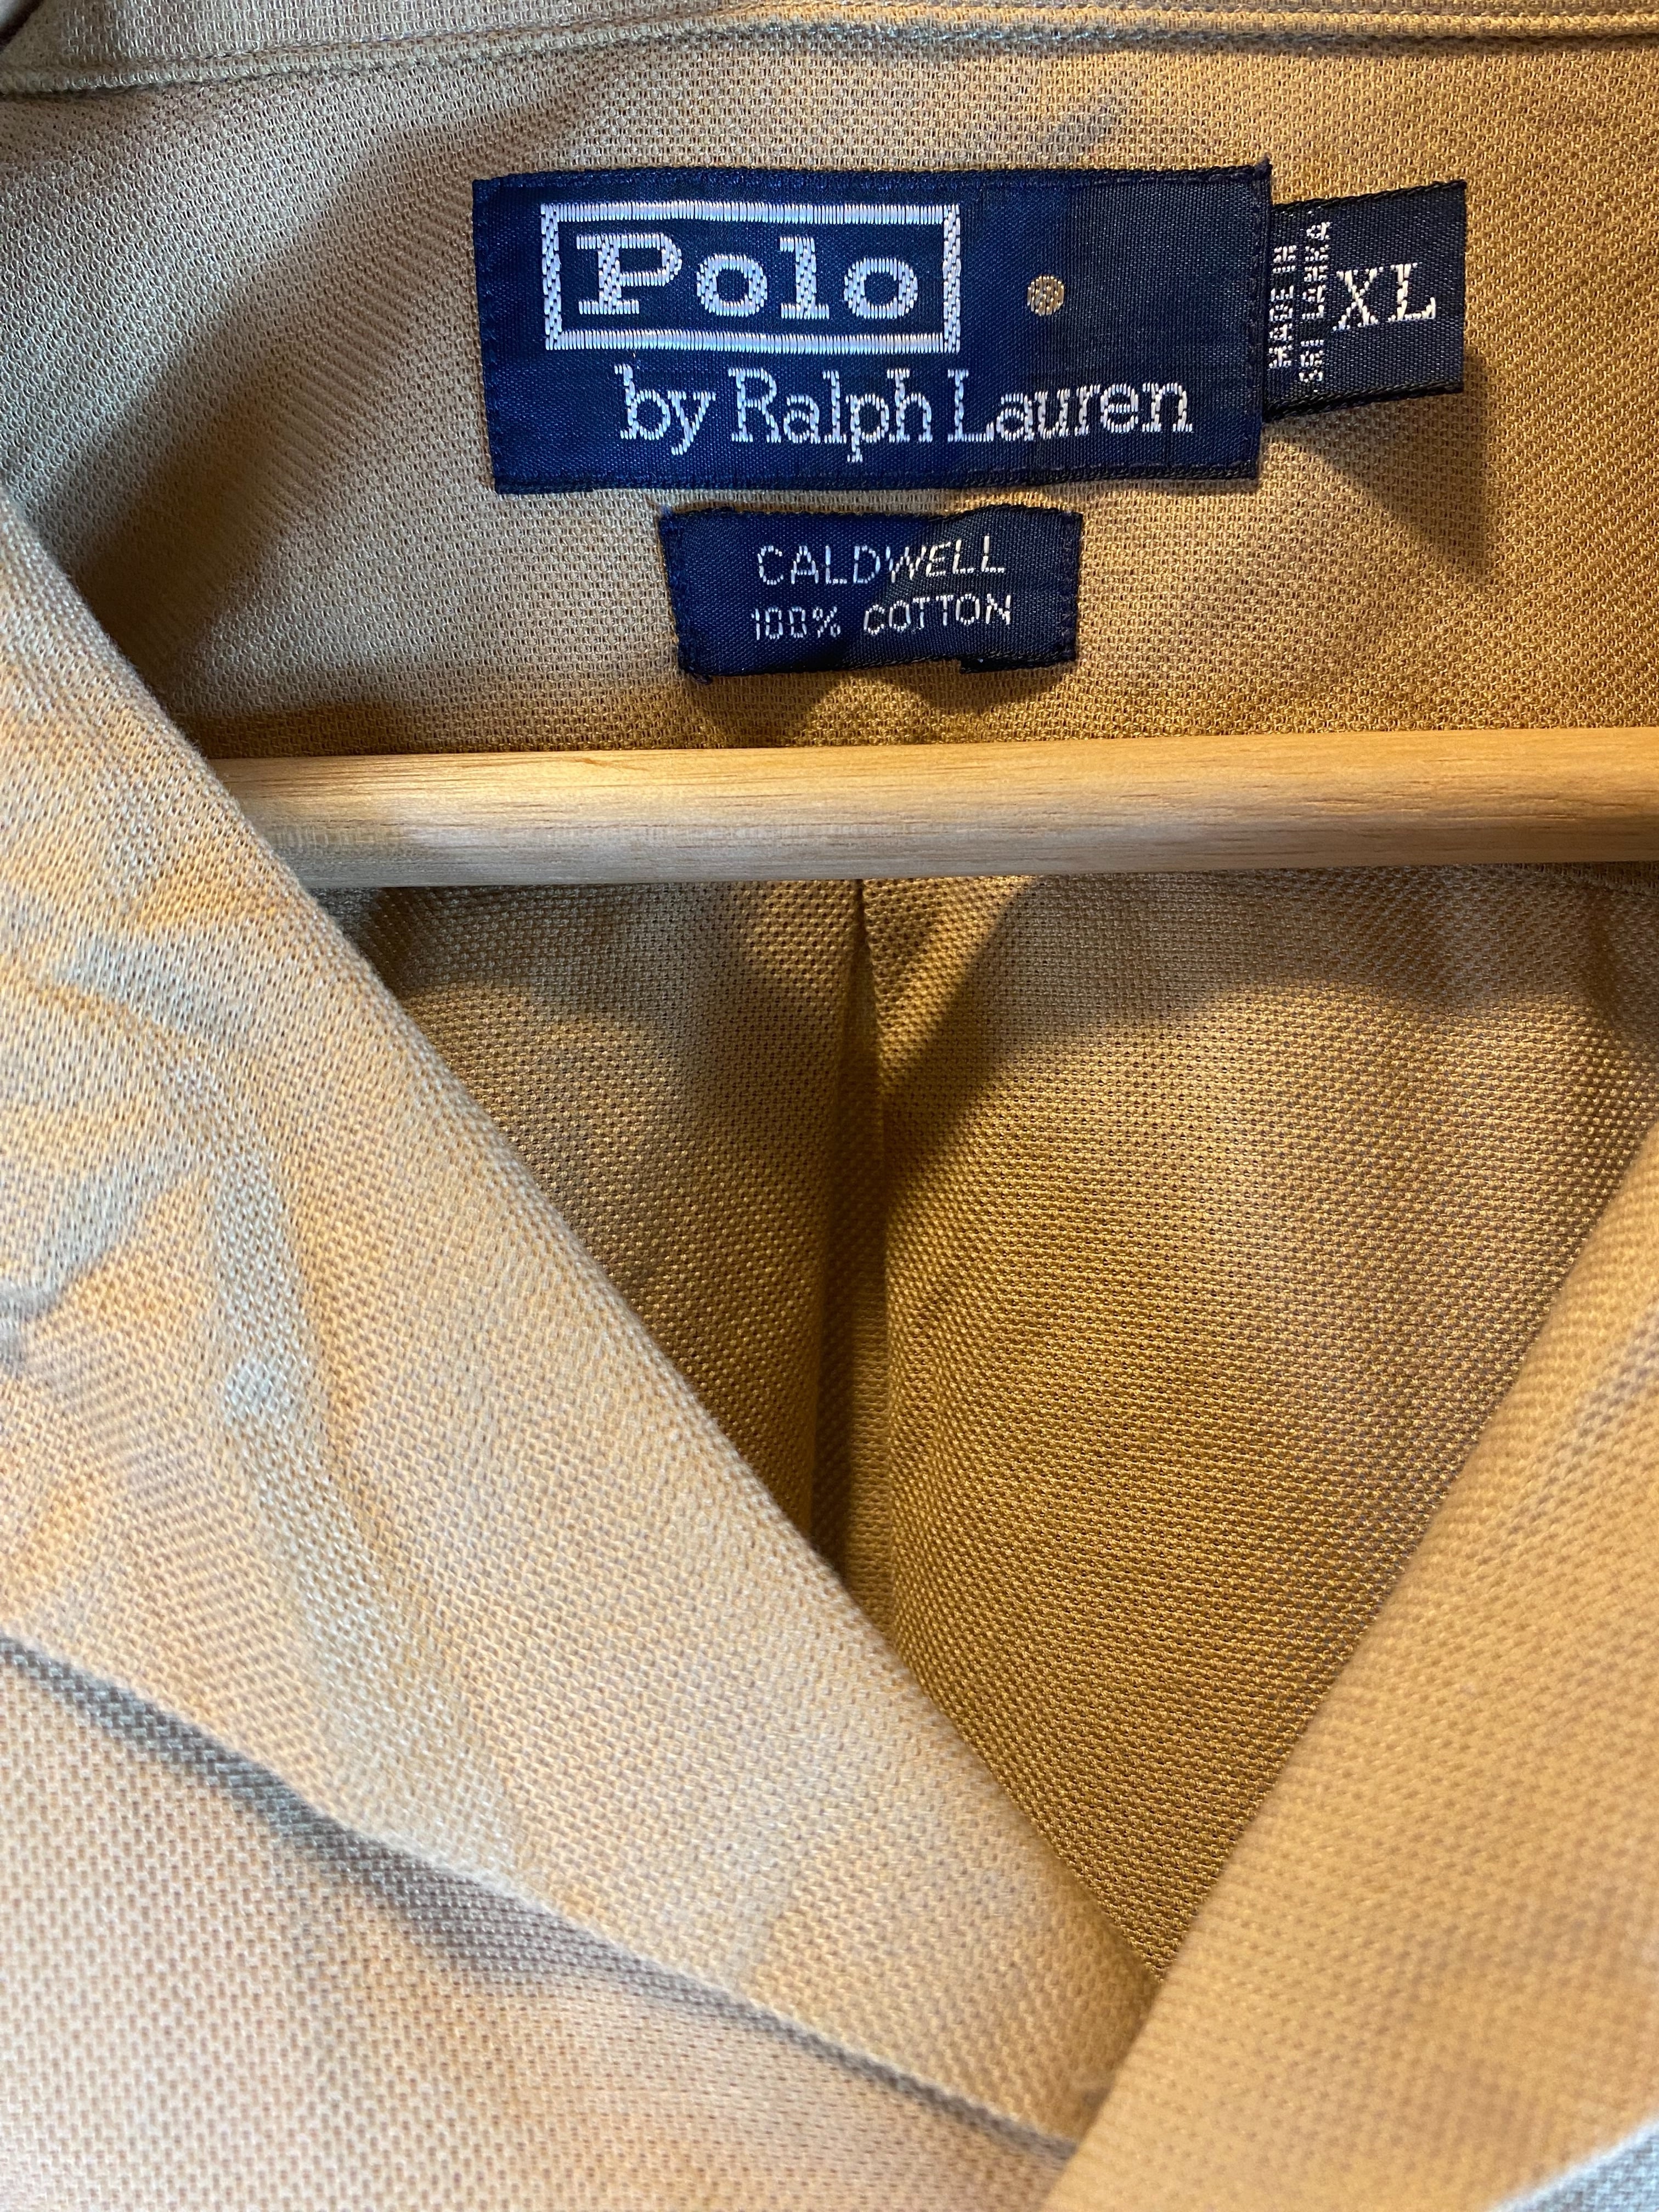 Polo
by Ralph Lauren
MADE IN
SRI LANKA
XL
CALDWELL
100% COTTON